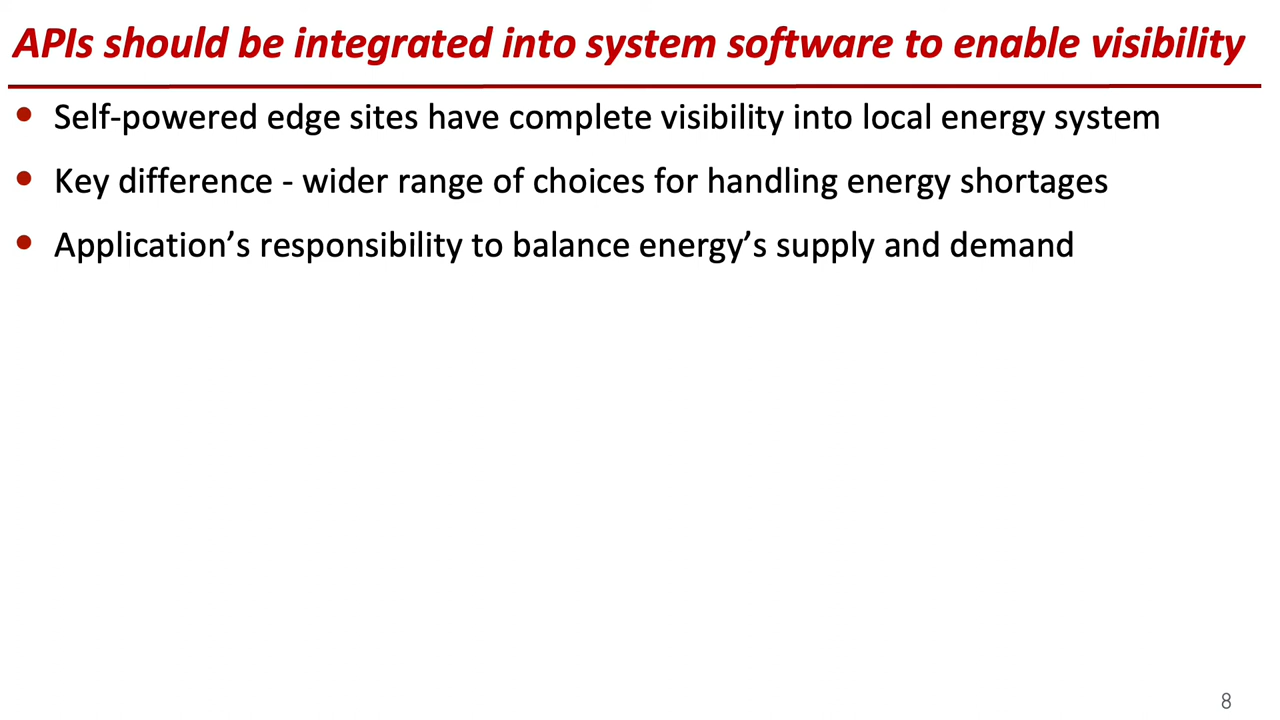 APIs should be integrated into system software to enable visibility
• Self-powered edge sites have complete visibility into local energy system
• Key difference - wider range of choices for handling energy shortages
• Application’s responsibility to balance energy’s supply and demand
8